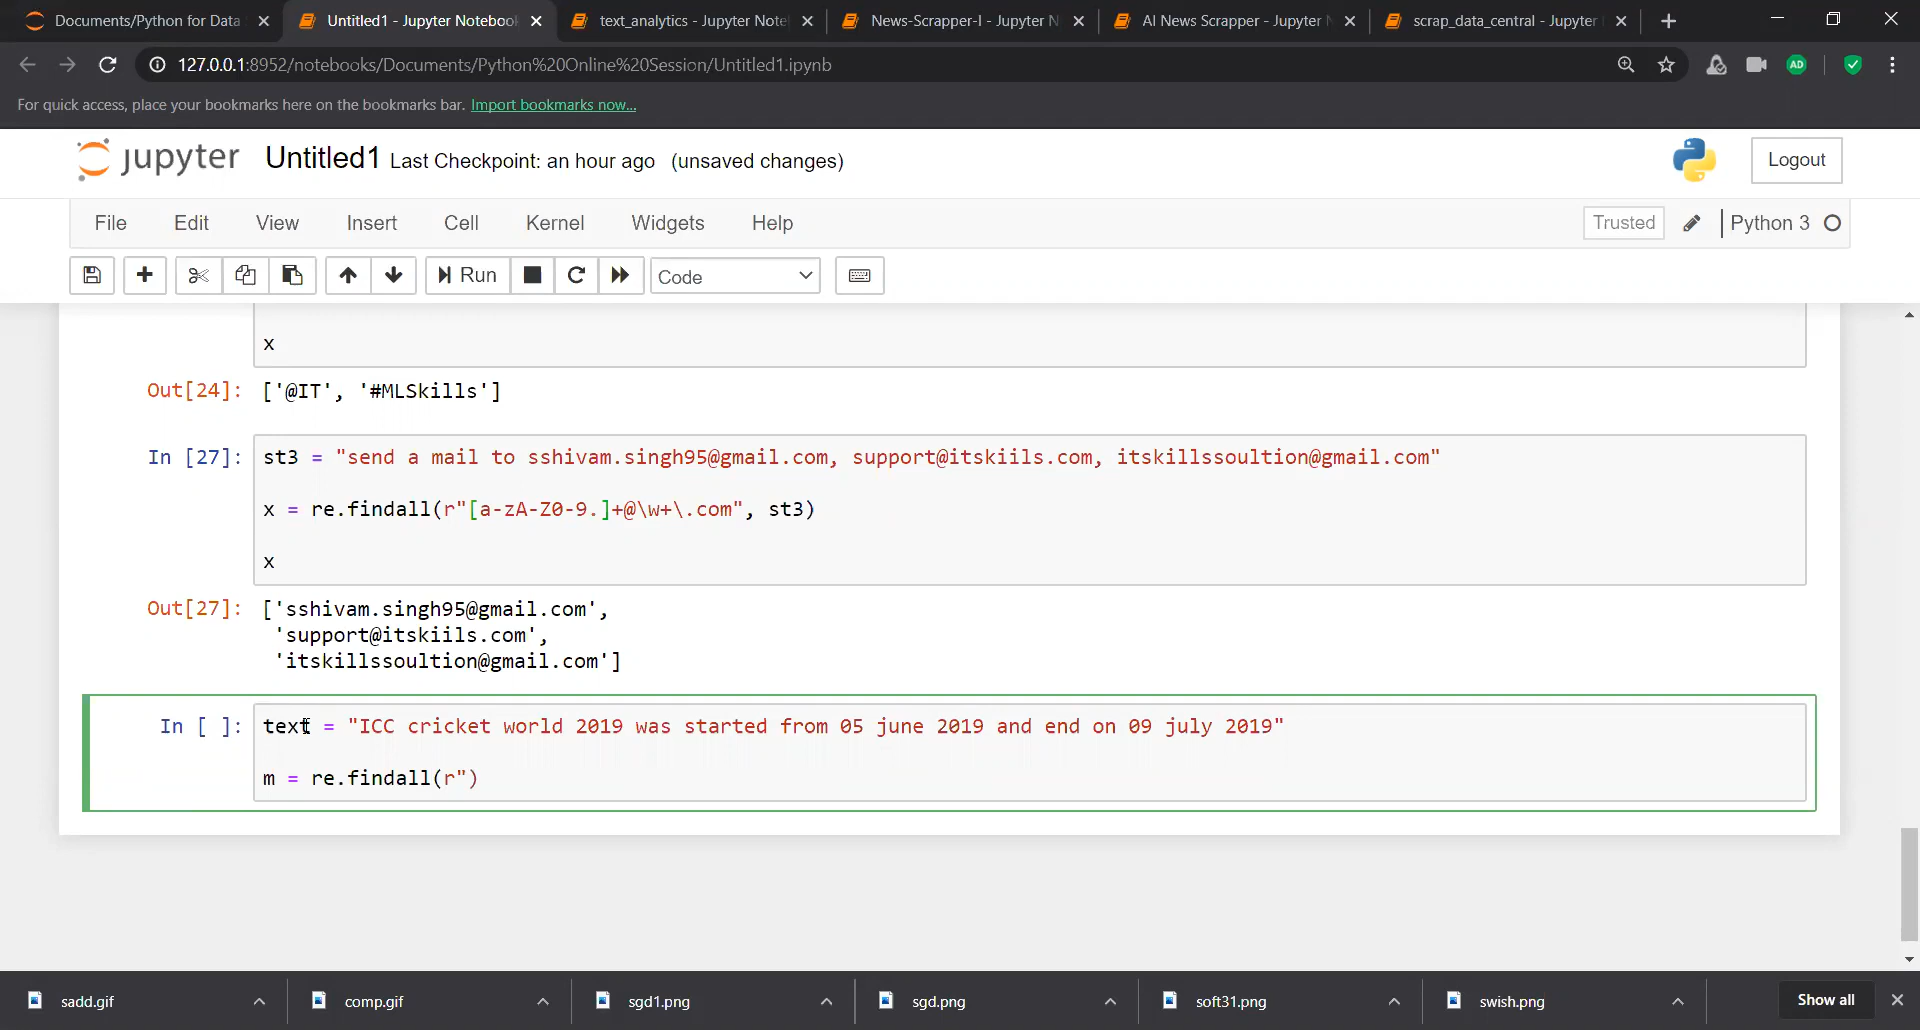 Documents/Python for Data
Untitled1 - Jupyter Notebook
text_analytics - Jupyter Note
News-Scrapper-I - Jupyter N
AI News Scrapper - Jupyter N
scrap_data_central - Jupyter
127.0.0.1:8952/notebooks/Documents/Python%20Online%20Session/Untitled1.ipynb
AD
For quick access, place your bookmarks here on the bookmarks bar. Import bookmarks now...
jupyter Untitled1 Last Checkpoint: an hour ago (unsaved changes)
Logout
File Edit View Insert Cell Kernel Widgets Help
Trusted Python 3
Run Code
x
Out[24]: ['@IT', '#MLSkills']
In [27]: st3 = "send a mail to sshivam.singh95@gmail.com, support@itskiils.com, itskillssoultion@gmail.com"
x = re.findall(r"[a-zA-Z0-9.]+@\w+\.com", st3)
x
Out[27]: ['sshivam.singh95@gmail.com',
'support@itskiils.com',
'itskillssoultion@gmail.com']
In [ ]: text = "ICC cricket world 2019 was started from 05 june 2019 and end on 09 july 2019"
m = re.findall(r")
sadd.gif
comp.gif
sgd1.png
sgd.png
soft31.png
swish.png
Show all